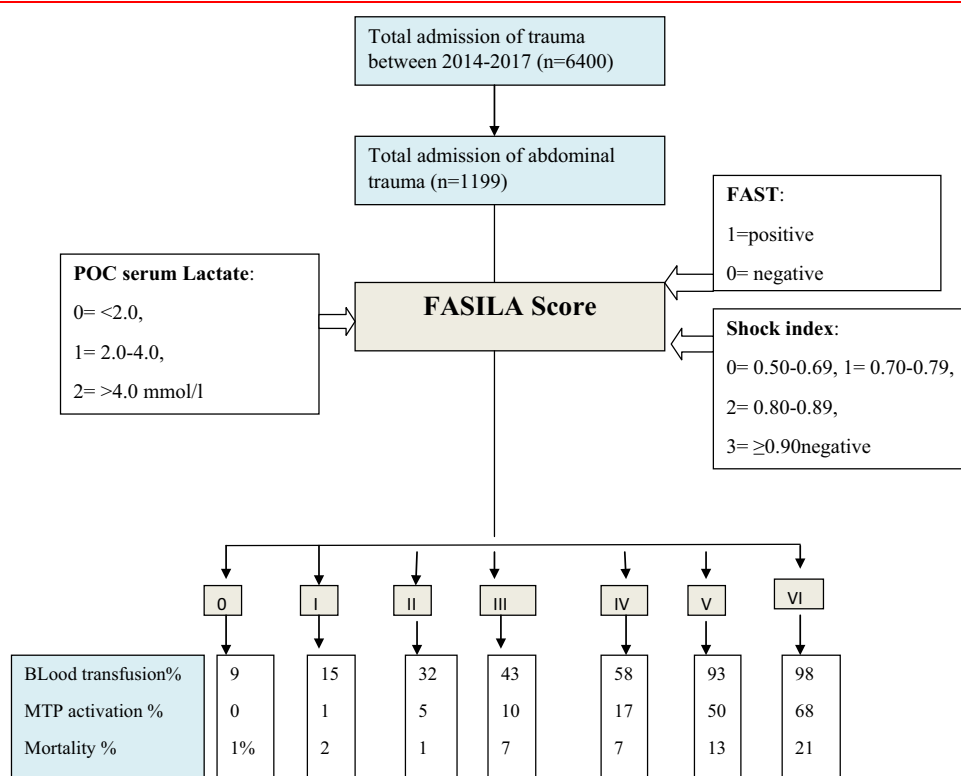 Total admission of trauma
between 2014-2017 (n=6400)
Total admission of abdominal
trauma (n=1199)
FAST:
1=positive
0= negative
POC serum Lactate:
0= <2.0,
1= 2.0-4.0,
2= >4.0 mmol/l
FASILA Score
Shock index:
0= 0.50-0.69, 1= 0.70-0.79,
2= 0.80-0.89,
3= ≥0.90negative
0 I II III IV V VI
BLood transfusion% 9 15 32 43 58 93 98
MTP activation % 0 1 5 10 17 50 68
Mortality % 1% 2 1 7 7 13 21